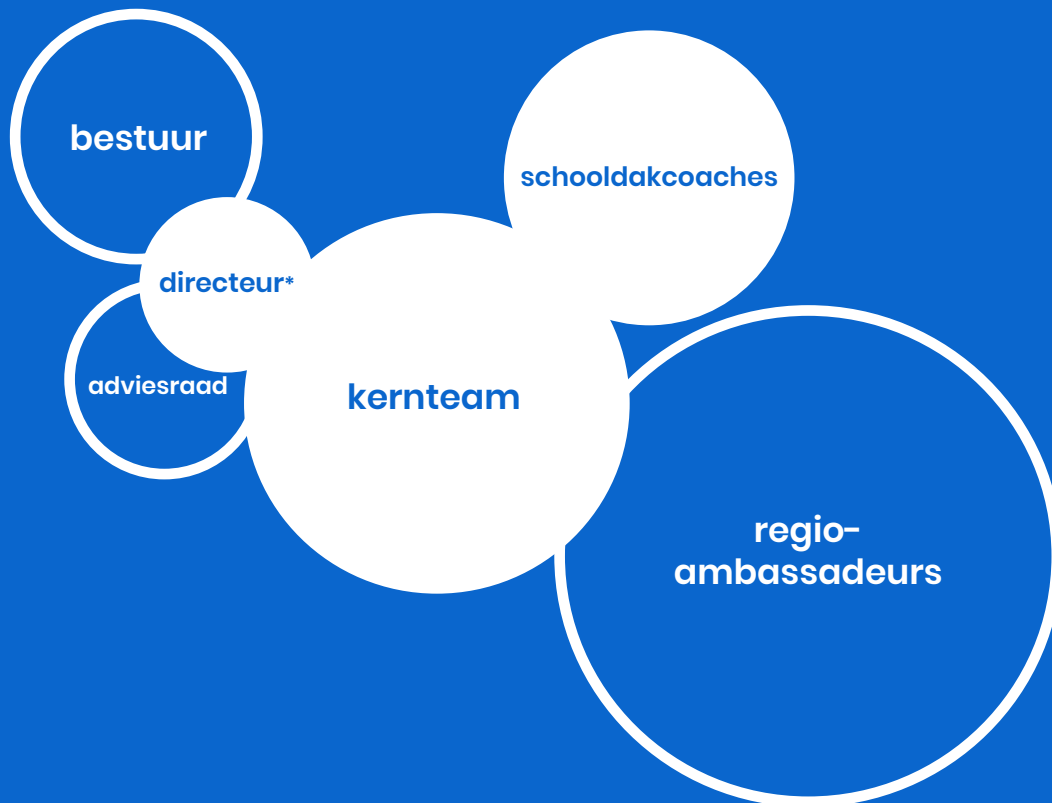 bestuur
schooldakcoaches
directeur*
adviesraad
kernteam
regio-
ambassadeurs